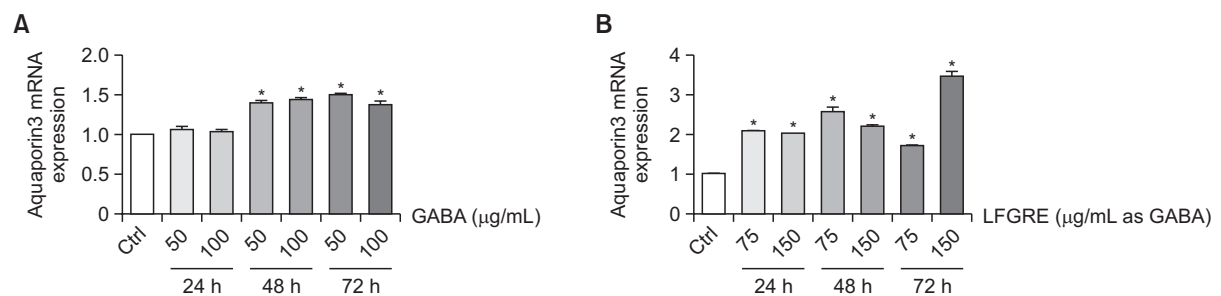 A
Aquaporin3 mRNA
expression
2.0
1.5
1.0
0.5
0
*
*
*
*
Ctrl
50
100
50
100
50
100
GABA (μg/mL)
24 h
48 h
72 h
B
Aquaporin3 mRNA
expression
4
3
2
1
0
*
*
*
*
*
*
Ctrl
75
150
75
150
75
150
LFGRE (μg/mL as GABA)
24 h
48 h
72 h